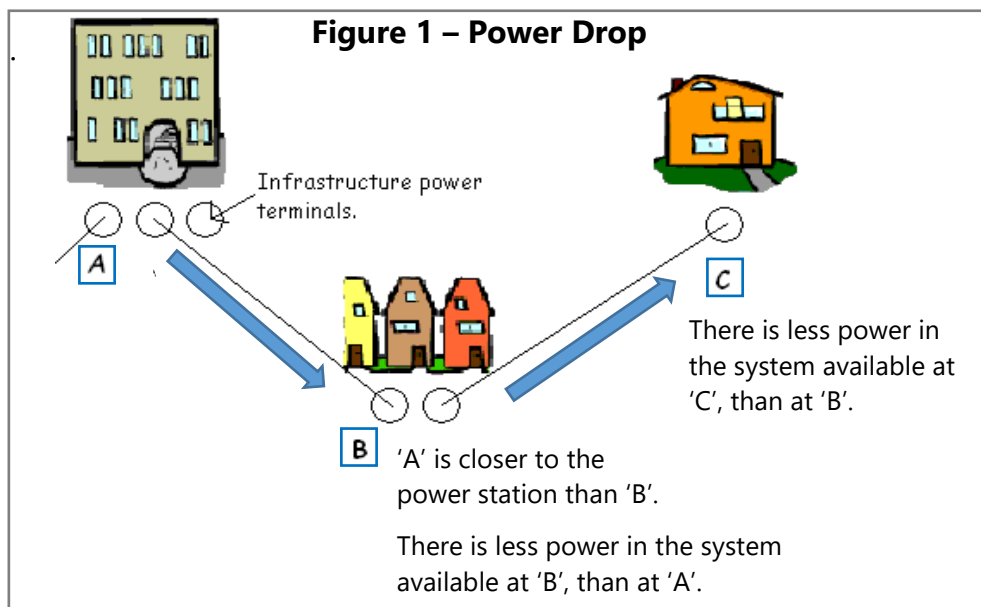 Figure 1 – Power Drop
.
Infrastructure power
terminals.
A
C
There is less power in
the system available at
‘C’, than at ‘B’.
B
‘A’ is closer to the
power station than ‘B’.
There is less power in the system
available at ‘B’, than at ‘A’.